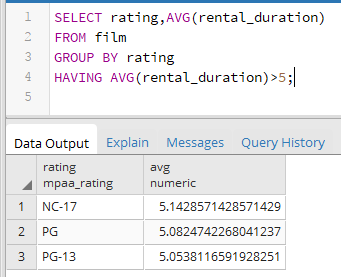 1 SELECT rating,AVG(rental_duration)
2 FROM film
3 GROUP BY rating
4 HAVING AVG(rental_duration)>5;
5
Data Output Explain Messages Query History
rating avg
mpaa_rating numeric
1 NC-17 5.1428571428571429
2 PG 5.0824742268041237
3 PG-13 5.0538116591928251